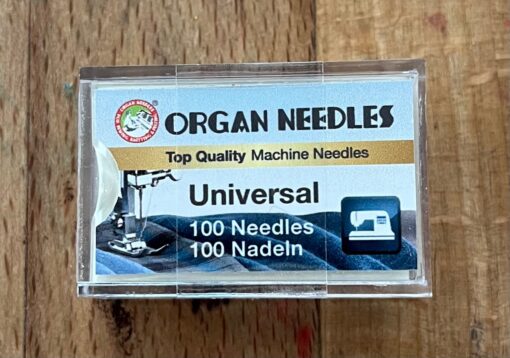 ORGAN NEEDLES
Top Quality Machine Needles
Universal
100 Needles
100 Nadeln